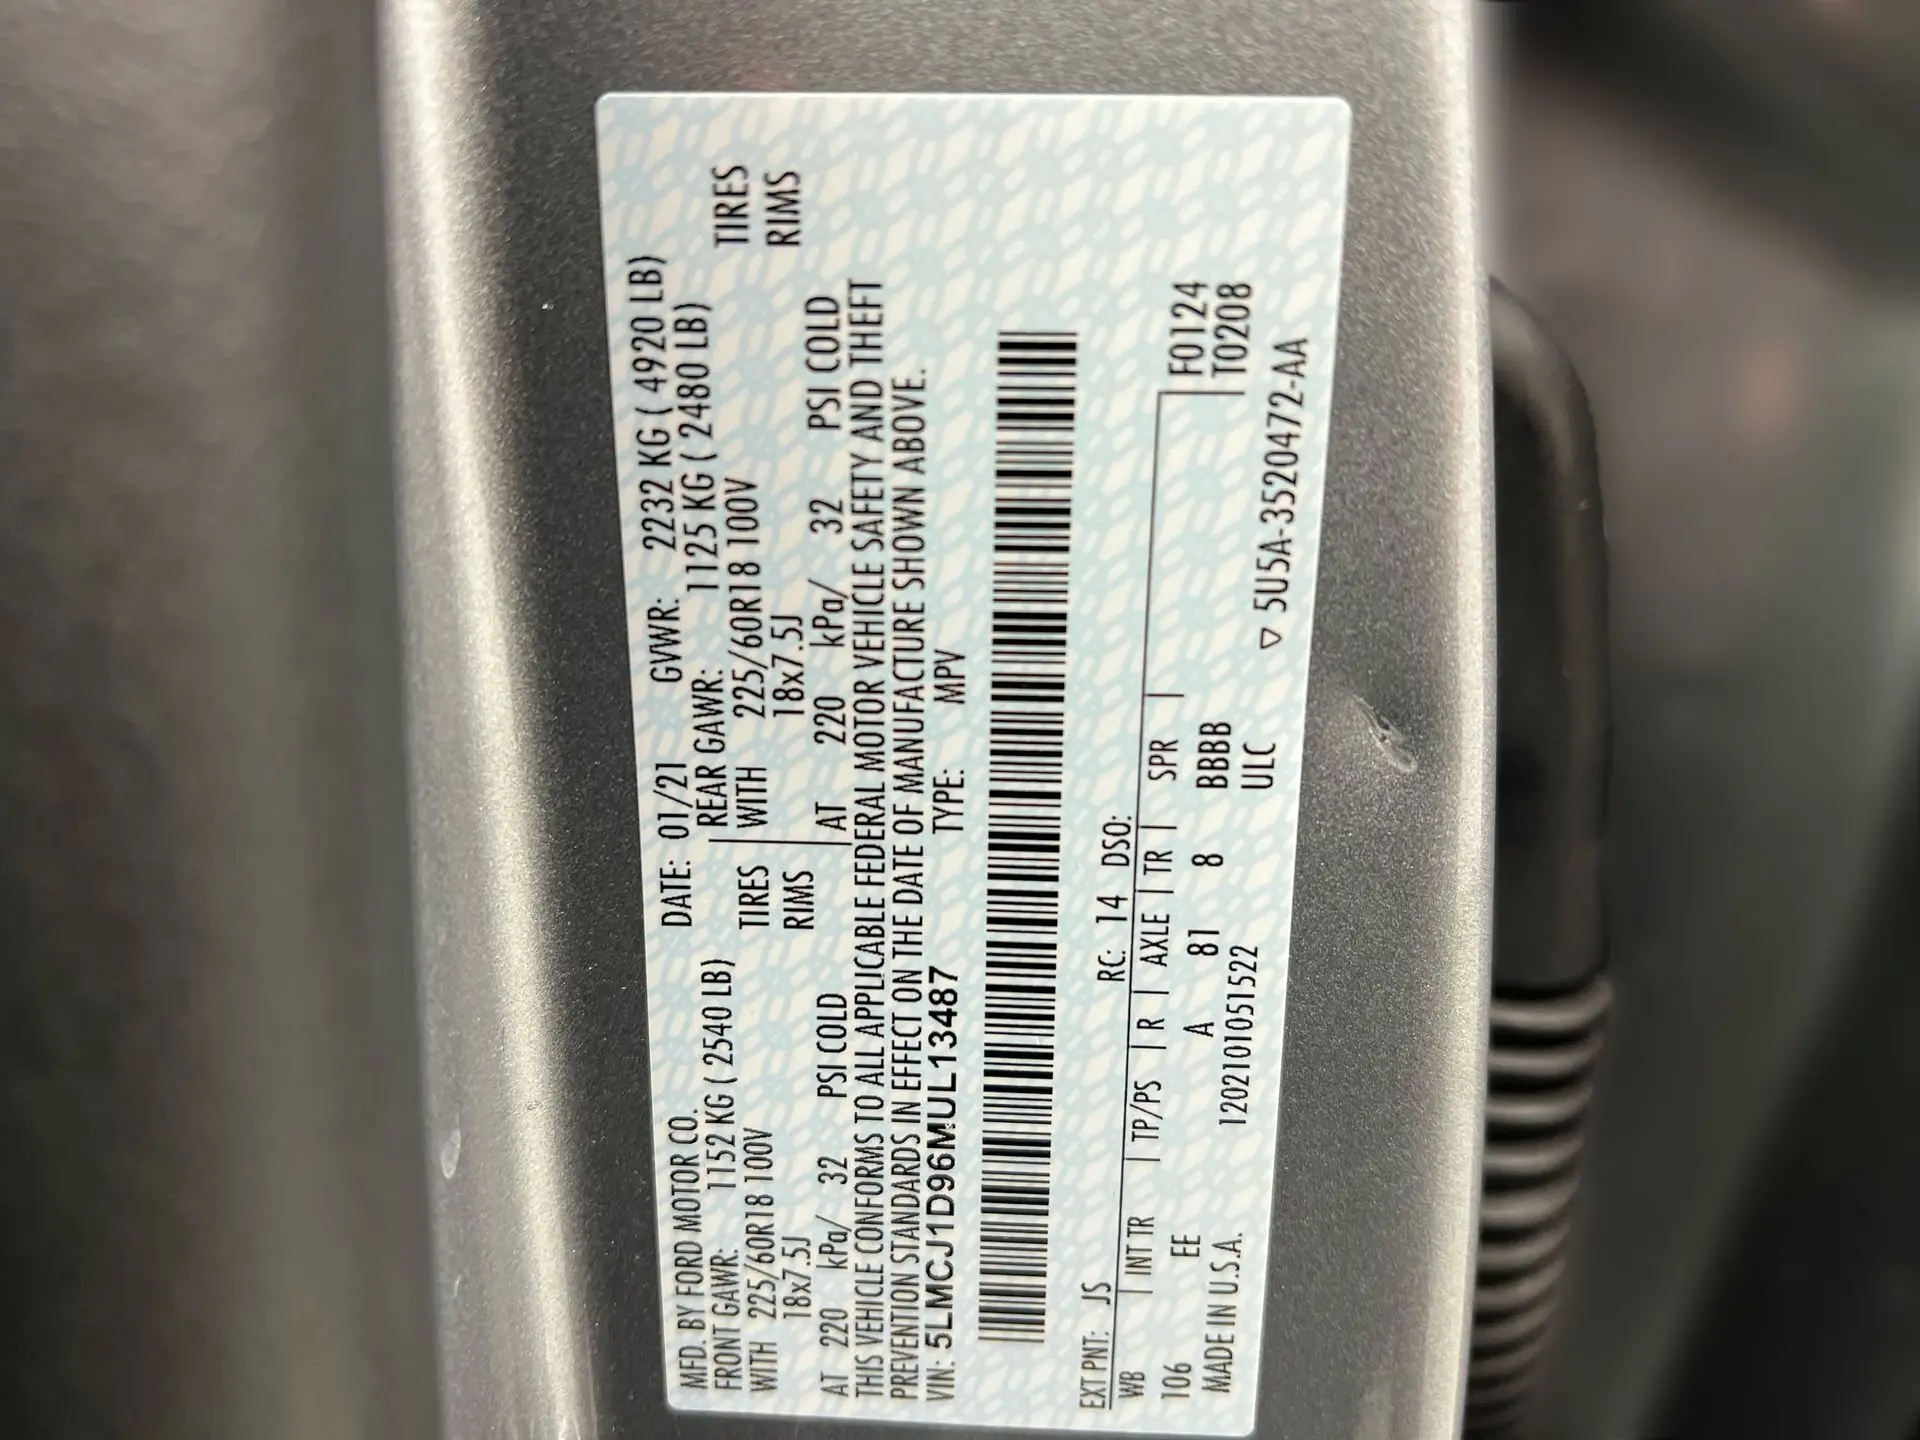 MFD. BY FORD MOTOR CO. DATE: 01/21 GVWR: 2232 KG ( 4920 LB)
FRONT GAWR: 1152 KG ( 2540 LB) REAR GAWR: 1125 KG ( 2480 LB)
WITH 225/60R18 100V TIRES WITH 225/60R18 100V TIRES
18x7.5J RIMS 18x7.5J RIMS
AT 220 kPa/ 32 PSI COLD AT 220 kPa/ 32 PSI COLD
THIS VEHICLE CONFORMS TO ALL APPLICABLE FEDERAL MOTOR VEHICLE SAFETY AND THEFT
PREVENTION STANDARDS IN EFFECT ON THE DATE OF MANUFACTURE SHOWN ABOVE.
VIN: 5LMCJ1D96MUL13487 TYPE: MPV
EXT PNT: JS RC: 14 DSO:
WB | INT TR | TP/PS | R | AXLE | TR | SPR | F0124
106 EE A 81 8 BBBB T0208
MADE IN U.S.A. 1202101051522 ULC
▽ 5U5A-3520472-AA